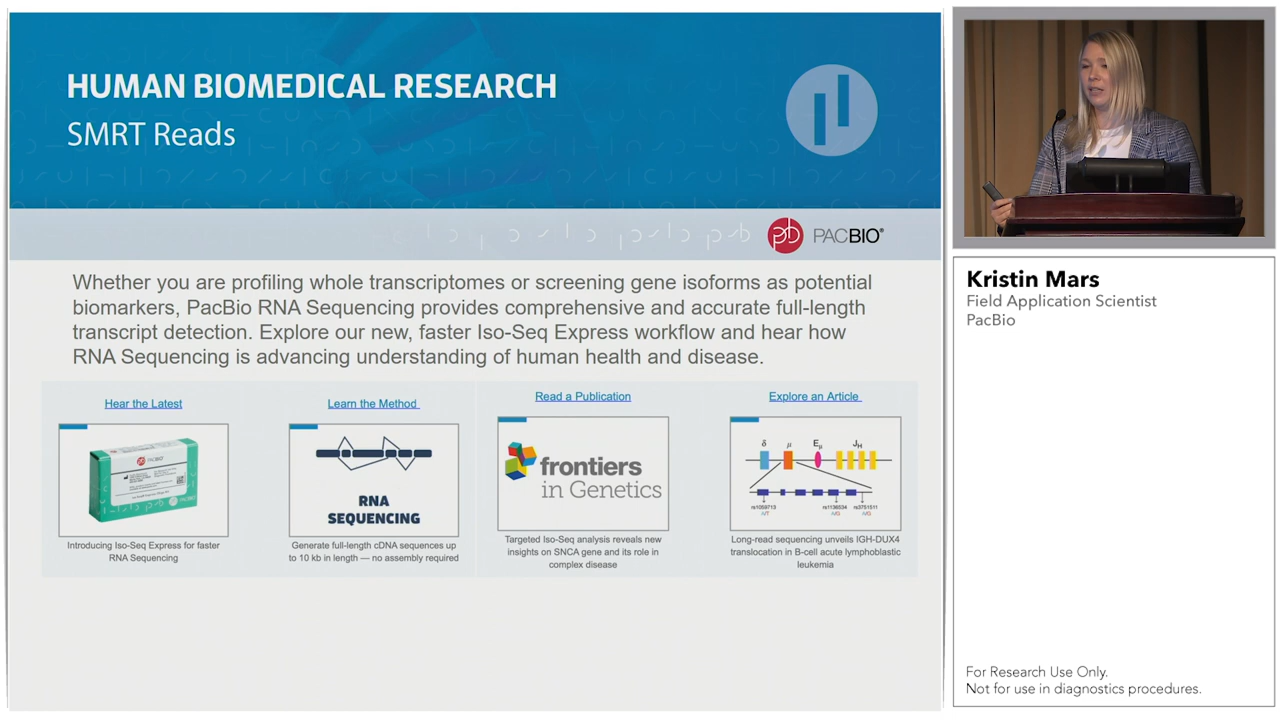 HUMAN BIOMEDICAL RESEARCH
SMRT Reads
PACBIO®
Whether you are profiling whole transcriptomes or screening gene isoforms as potential
biomarkers, PacBio RNA Sequencing provides comprehensive and accurate full-length
transcript detection. Explore our new, faster Iso-Seq Express workflow and hear how
RNA Sequencing is advancing understanding of human health and disease.
Hear the Latest
PACBIO
Introducing Iso-Seq Express for faster
RNA Sequencing
Learn the Method
RNA
SEQUENCING
Generate full-length cDNA sequences up
to 10 kb in length — no assembly required
Read a Publication
frontiers
in Genetics
Targeted Iso-Seq analysis reveals new
insights on SNCA gene and its role in
complex disease
Explore an Article
δ μ Eμ JH
rs1059713 rs1136534 rs3751511
A/T A/G A/G
Long-read sequencing unveils IGH-DUX4
translocation in B-cell acute lymphoblastic
leukemia
Kristin Mars
Field Application Scientist
PacBio
For Research Use Only.
Not for use in diagnostics procedures.